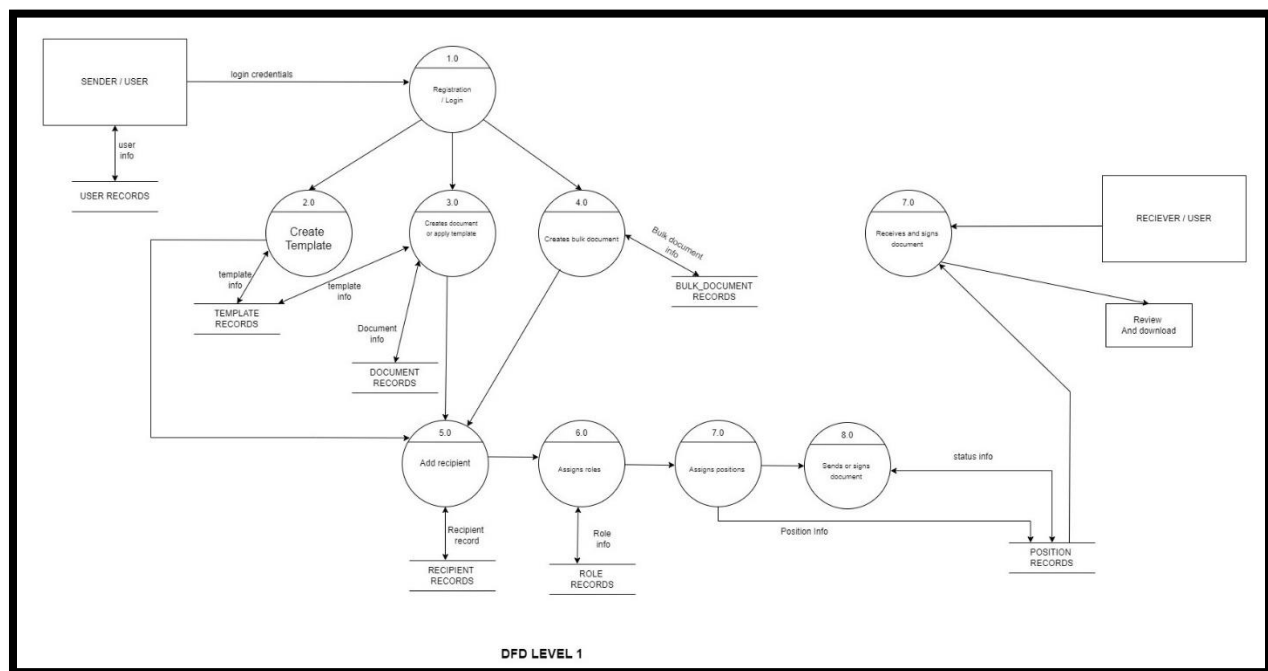 1.0
SENDER / USER
login credentials
Registration
/ Login
user
info
USER RECORDS
2.0
Create
Template
3.0
Creates document
or apply template
4.0
Creates bulk document
Bulk document
info
BULK_DOCUMENT
RECORDS
7.0
Receives and signs
document
RECIEVER / USER
template
info
TEMPLATE
RECORDS
template
info
Document
info
DOCUMENT
RECORDS
Review
And download
5.0
Add recipient
6.0
Assigns roles
7.0
Assigns positions
8.0
Sends or signs
document
status info
Recipient
record
RECIPIENT
RECORDS
Role
info
ROLE
RECORDS
Position Info
POSITION
RECORDS
DFD LEVEL 1